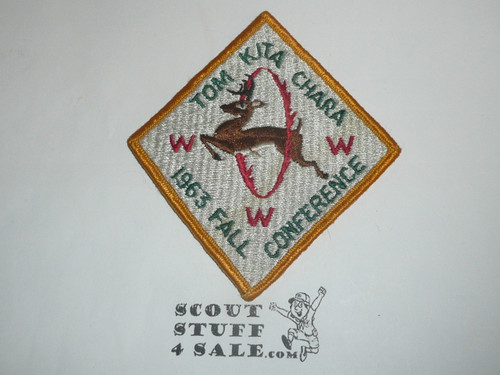 TOM KITA CHARA
W W
W
1963 FALL CONFERENCE
SCOUT
STUFF
4 SALE.com